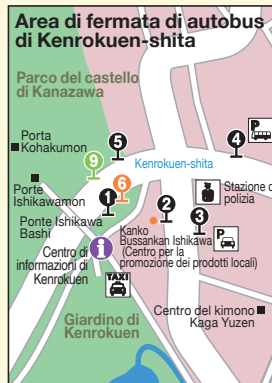 Area di fermata di autobus
di Kenrokuen-shita
Parco del castello
di Kanazawa
Porta
Kohakumon
5
4
9
Kenrokuen-shita
P
Porte
Ishikawamon
6
1
2
3
Stazione d
polizia
Ponte Ishikawa
Bashi
Kanko
Bussankan Ishikawa
(Centro per la
promozione dei prodotti locali)
P
Centro di
informazioni di
Kenrokuen
i
TAXI
Giardino di
Kenrokuen
Centro del kimono
Kaga Yuzen